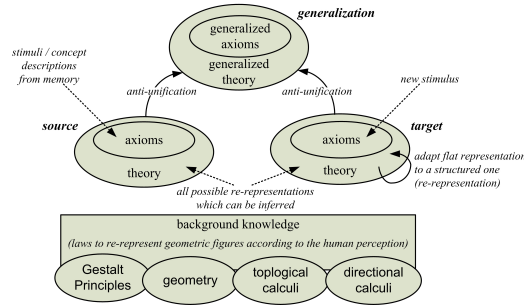 generalization
generalized
axioms
generalized
theory
stimuli / concept
descriptions
from memory
new stimulus
anti-unification
anti-unification
source
target
axioms
theory
axioms
theory
adapt flat representation
to a structured one
(re-representation)
all possible re-representations
which can be inferred
background knowledge
(laws to re-represent geometric figures according to the human perception)
Gestalt
Principles
geometry
toplogical
calculi
directional
calculi